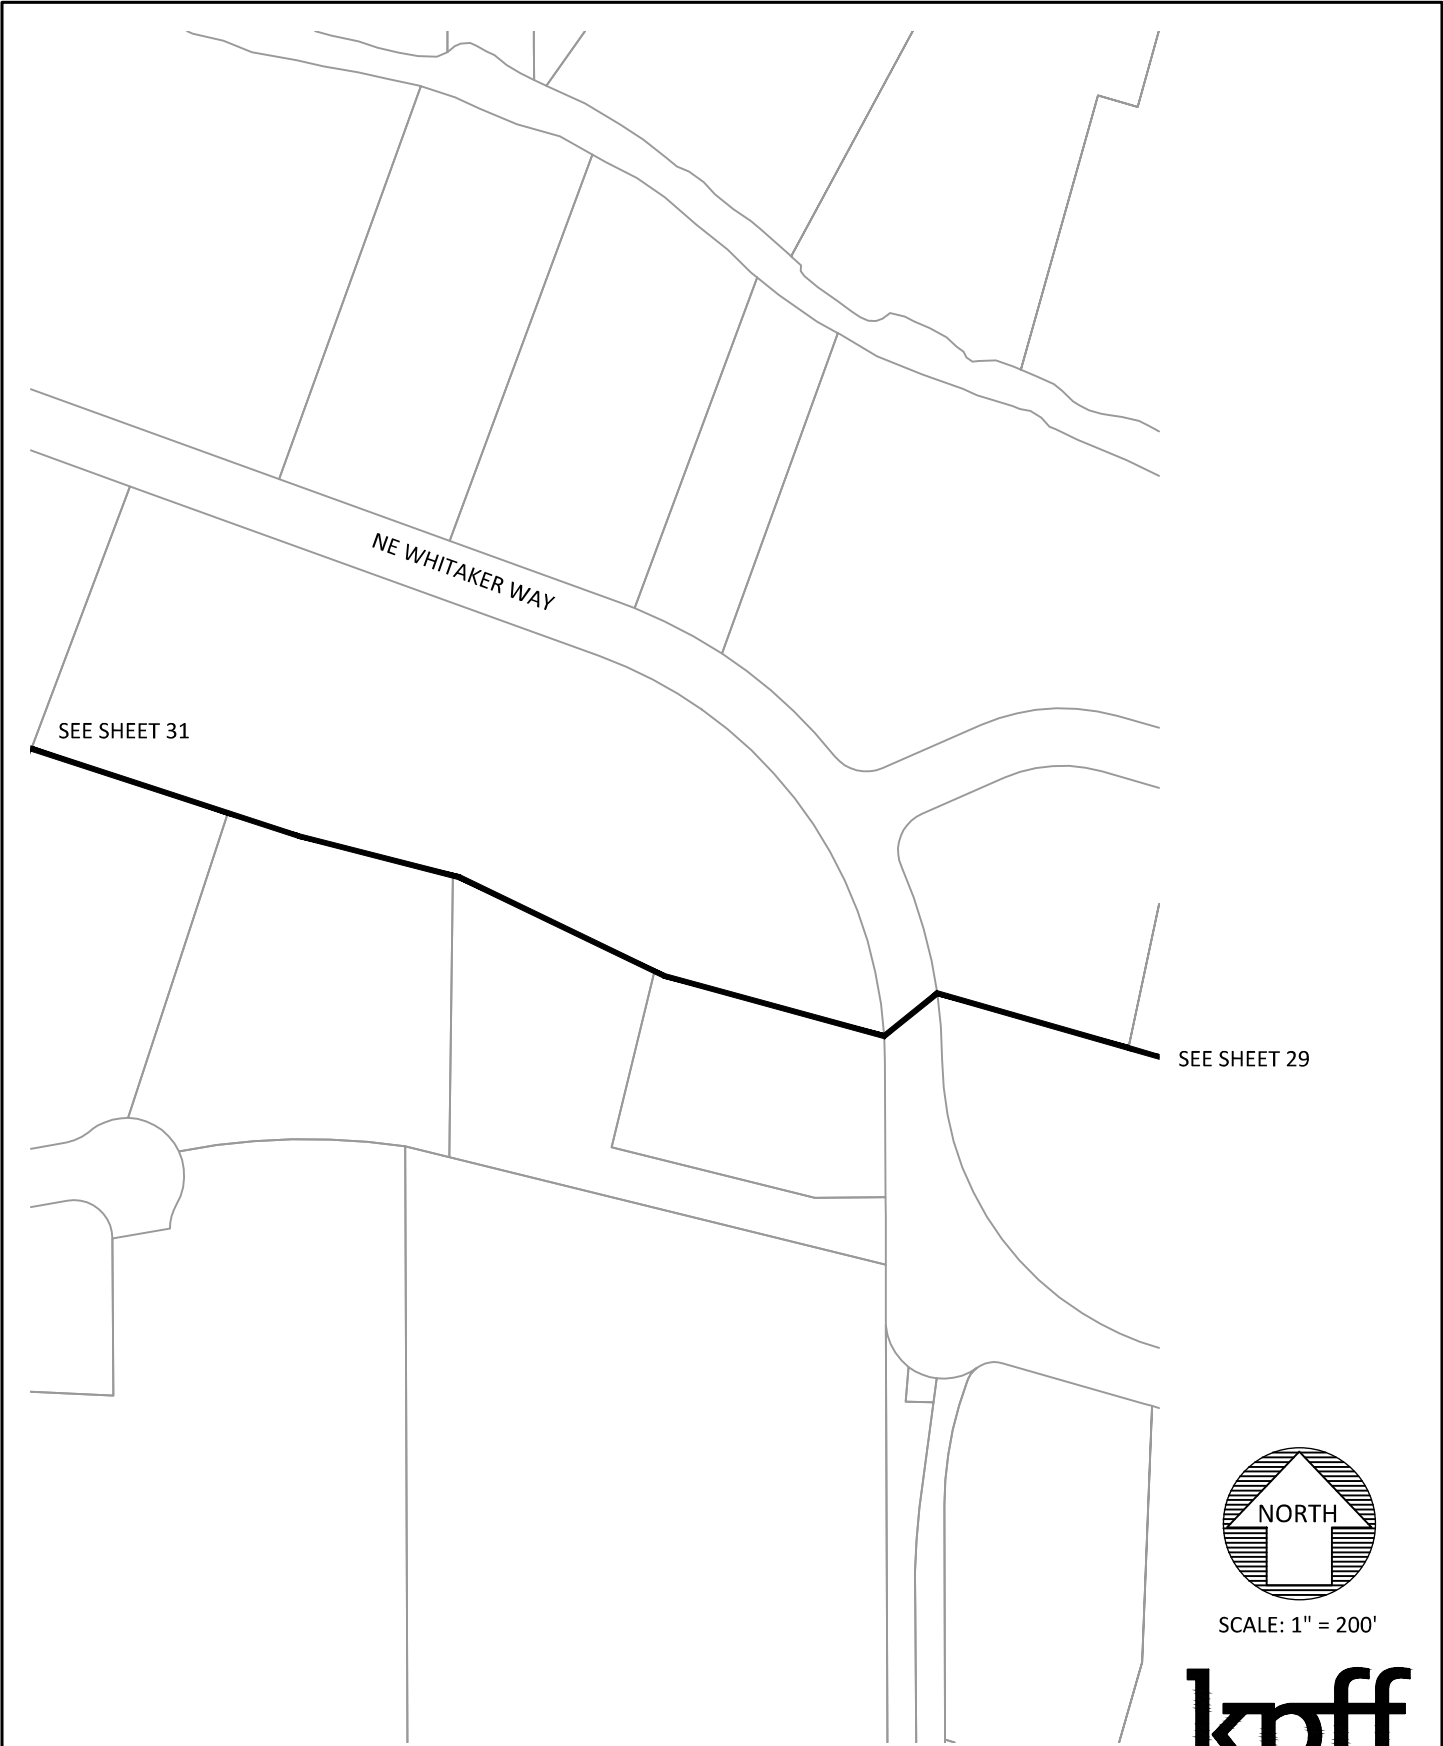 NE WHITAKER WAY
SEE SHEET 31
SEE SHEET 29
NORTH
SCALE: 1" = 200'
kpff